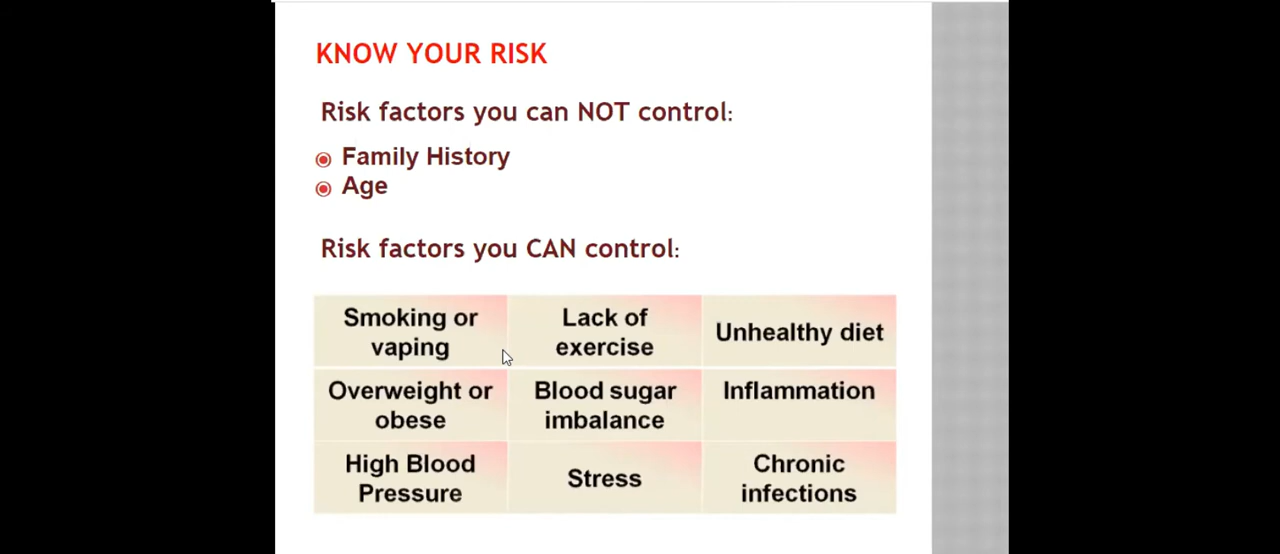 KNOW YOUR RISK
Risk factors you can NOT control:
Family History
Age
Risk factors you CAN control:
Smoking or
vaping
Lack of
exercise
Unhealthy diet
Overweight or
obese
Blood sugar
imbalance
Inflammation
High Blood
Pressure
Stress
Chronic
infections